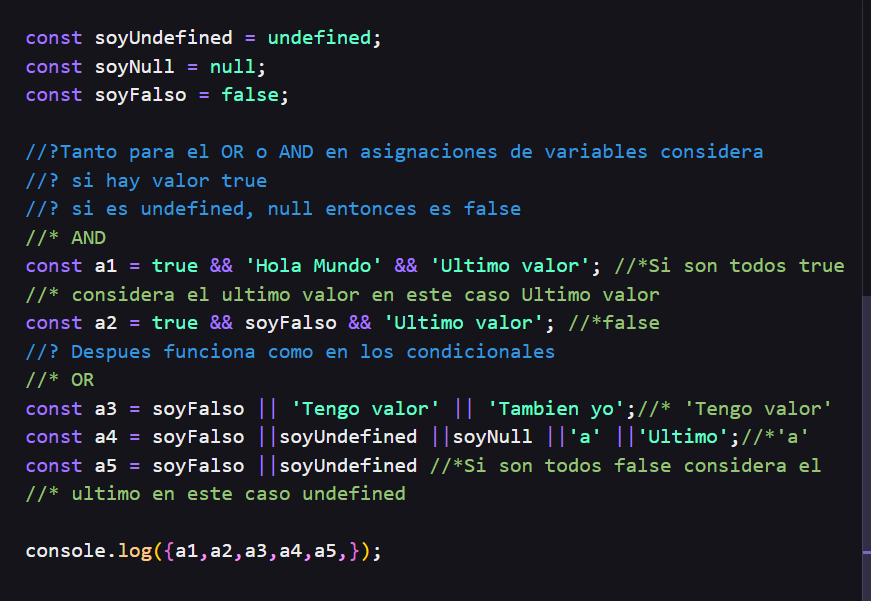 const soyUndefined = undefined;
const soyNull = null;
const soyFalso = false;
//?Tanto para el OR o AND en asignaciones de variables considera
//? si hay valor true
//? si es undefined, null entonces es false
//* AND
const a1 = true && 'Hola Mundo' && 'Ultimo valor'; //*Si son todos true
//* considera el ultimo valor en este caso Ultimo valor
const a2 = true && soyFalso && 'Ultimo valor'; //*false
//? Despues funciona como en los condicionales
//* OR
const a3 = soyFalso || 'Tengo valor' || 'Tambien yo';//* 'Tengo valor'
const a4 = soyFalso ||soyUndefined ||soyNull ||'a' ||'Ultimo';//*'a'
const a5 = soyFalso ||soyUndefined //*Si son todos false considera el
//* ultimo en este caso undefined
console.log({a1,a2,a3,a4,a5,});